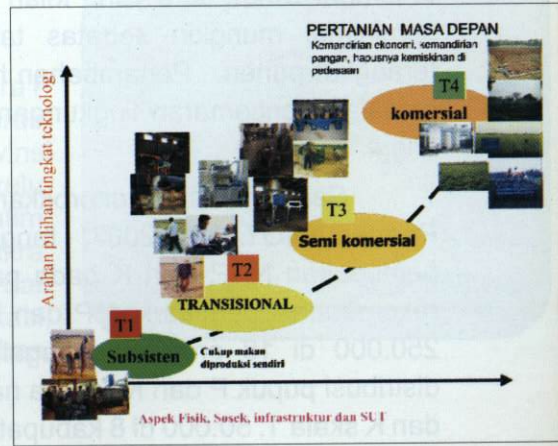 PERTANIAN MASA DEPAN
Kemandirian ekonomi, kemandirian
pangan, hapusnya kemiskinan di
pedesaan
T4
komersial
T3
Semi komersial
T2
TRANSISIONAL
T1
Subsisten
Cukup makan
diproduksi sendiri
Arahan pilihan tingkat teknologi
Aspek Fisik, Sosek, infrastruktur dan SUT